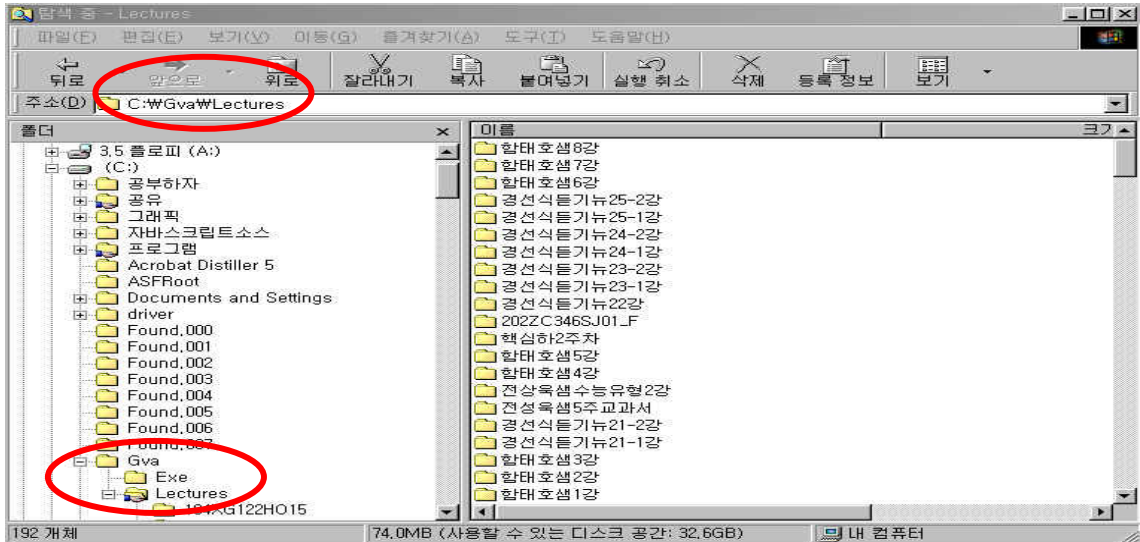 탐색 중 - Lectures
파일(F) 편집(E) 보기(V) 이동(G) 즐겨찾기(A) 도구(T) 도움말(H)
뒤로 앞으로 위로 잘라내기 복사 붙여넣기 실행 취소 삭제 등록 정보 보기
주소(D) C:₩Gva₩Lectures
폴더
3,5 플로피 (A:)
(C:)
공부하자
공유
그래픽
자바스크립트소스
프로그램
Acrobat Distiller 5
ASFRoot
Documents and Settings
driver
Found,000
Found,001
Found,002
Found,003
Found,004
Found,005
Found,006
Found,007
Gva
Exe
Lectures
194XG122HO15
이름 크기
함태호샘8강
함태호샘7강
함태호샘6강
경선식듣기뉴25-2강
경선식듣기뉴25-1강
경선식듣기뉴24-2강
경선식듣기뉴24-1강
경선식듣기뉴23-2강
경선식듣기뉴23-1강
경선식듣기뉴22강
202ZC346SJ01_F
핵심하2주차
함태호샘5강
함태호샘4강
전상욱샘수능유형2강
전성욱샘5주교과서
경선식듣기뉴21-2강
경선식듣기뉴21-1강
함태호샘3강
함태호샘2강
함태호샘1강
192 개체 74,0MB (사용할 수 있는 디스크 공간: 32,6GB) 내 컴퓨터